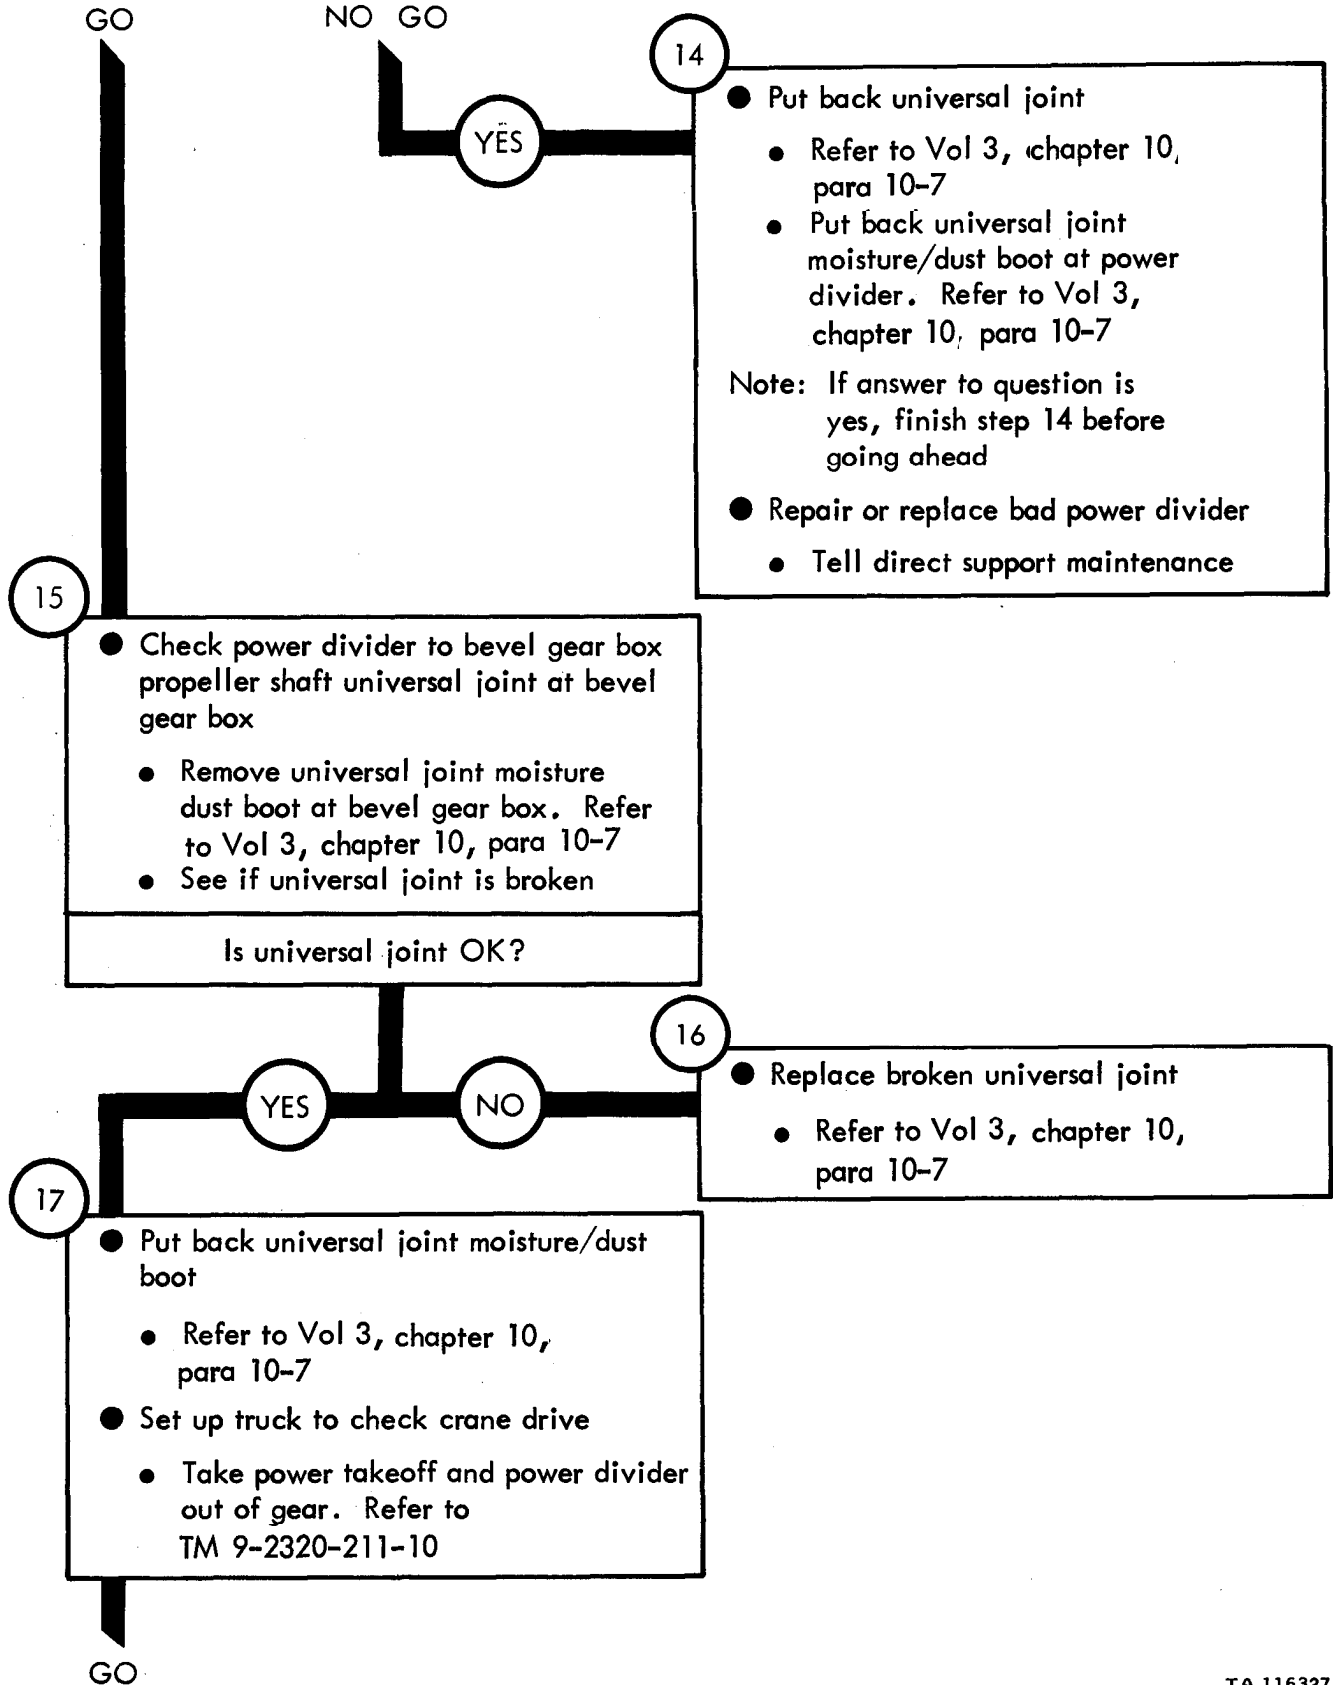 GO
NO GO
14
YES
● Put back universal joint
● Refer to Vol 3, chapter 10,
para 10-7
● Put back universal joint
moisture/dust boot at power
divider. Refer to Vol 3,
chapter 10, para 10-7
Note: If answer to question is
yes, finish step 14 before
going ahead
● Repair or replace bad power divider
● Tell direct support maintenance
15
● Check power divider to bevel gear box
propeller shaft universal joint at bevel
gear box
● Remove universal joint moisture
dust boot at bevel gear box. Refer
to Vol 3, chapter 10, para 10-7
● See if universal joint is broken
Is universal joint OK?
YES
NO
16
● Replace broken universal joint
● Refer to Vol 3, chapter 10,
para 10-7
17
● Put back universal joint moisture/dust
boot
● Refer to Vol 3, chapter 10,
para 10-7
● Set up truck to check crane drive
● Take power takeoff and power divider
out of gear. Refer to
TM 9-2320-211-10
GO
TA 116327